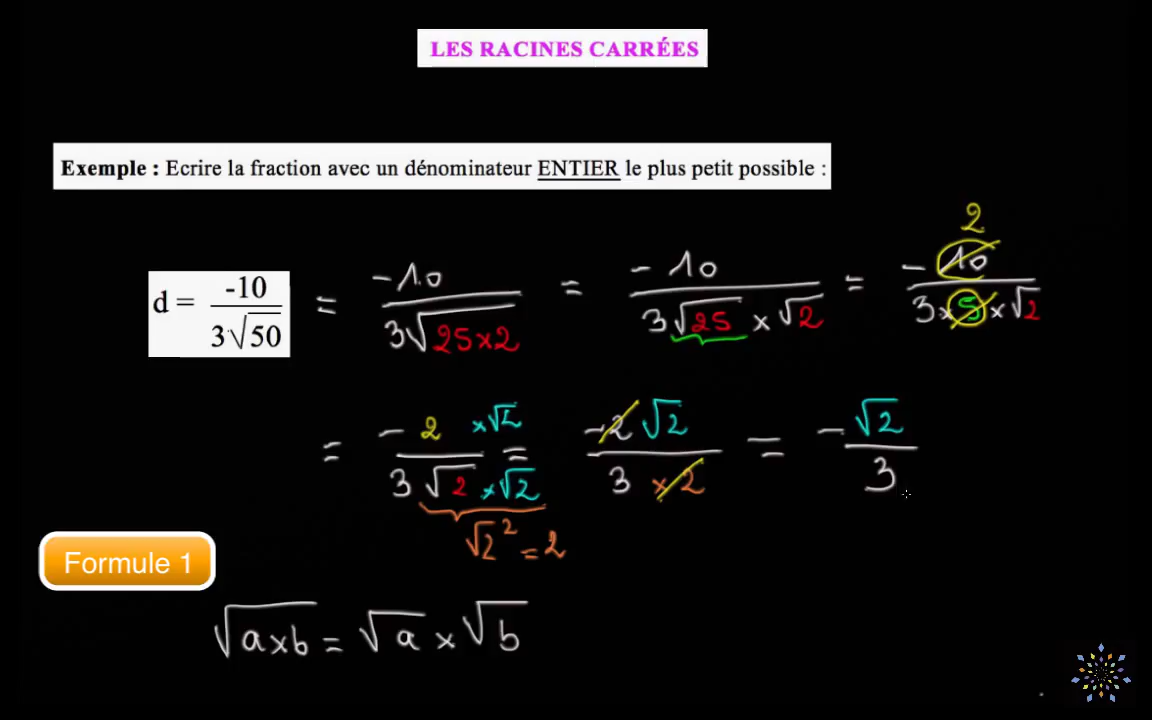 LES RACINES CARRÉES
Exemple : Ecrire la fraction avec un dénominateur ENTIER le plus petit possible :
d = -10 / 3√50 = -10 / 3√25×2 = -10 / 3√25 × √2 = -10 2 / 3×5×√2
= -2 ×√2 / 3√2 ×√2 = -2√2 / 3 ×2 = -√2 / 3
√2² = 2
Formule 1
√a×b = √a × √b